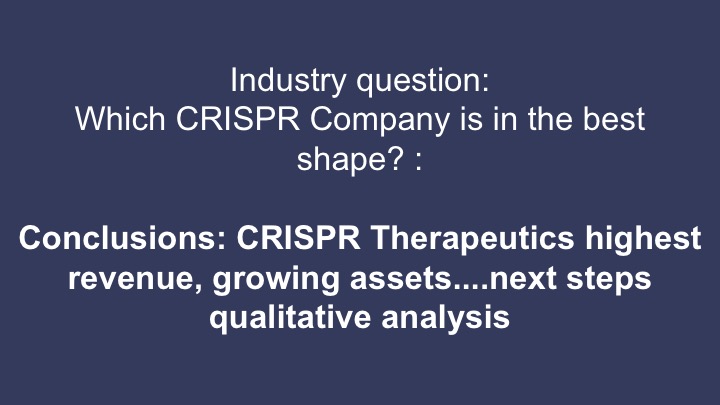 Industry question:
Which CRISPR Company is in the best
shape? :
Conclusions: CRISPR Therapeutics highest
revenue, growing assets....next steps
qualitative analysis